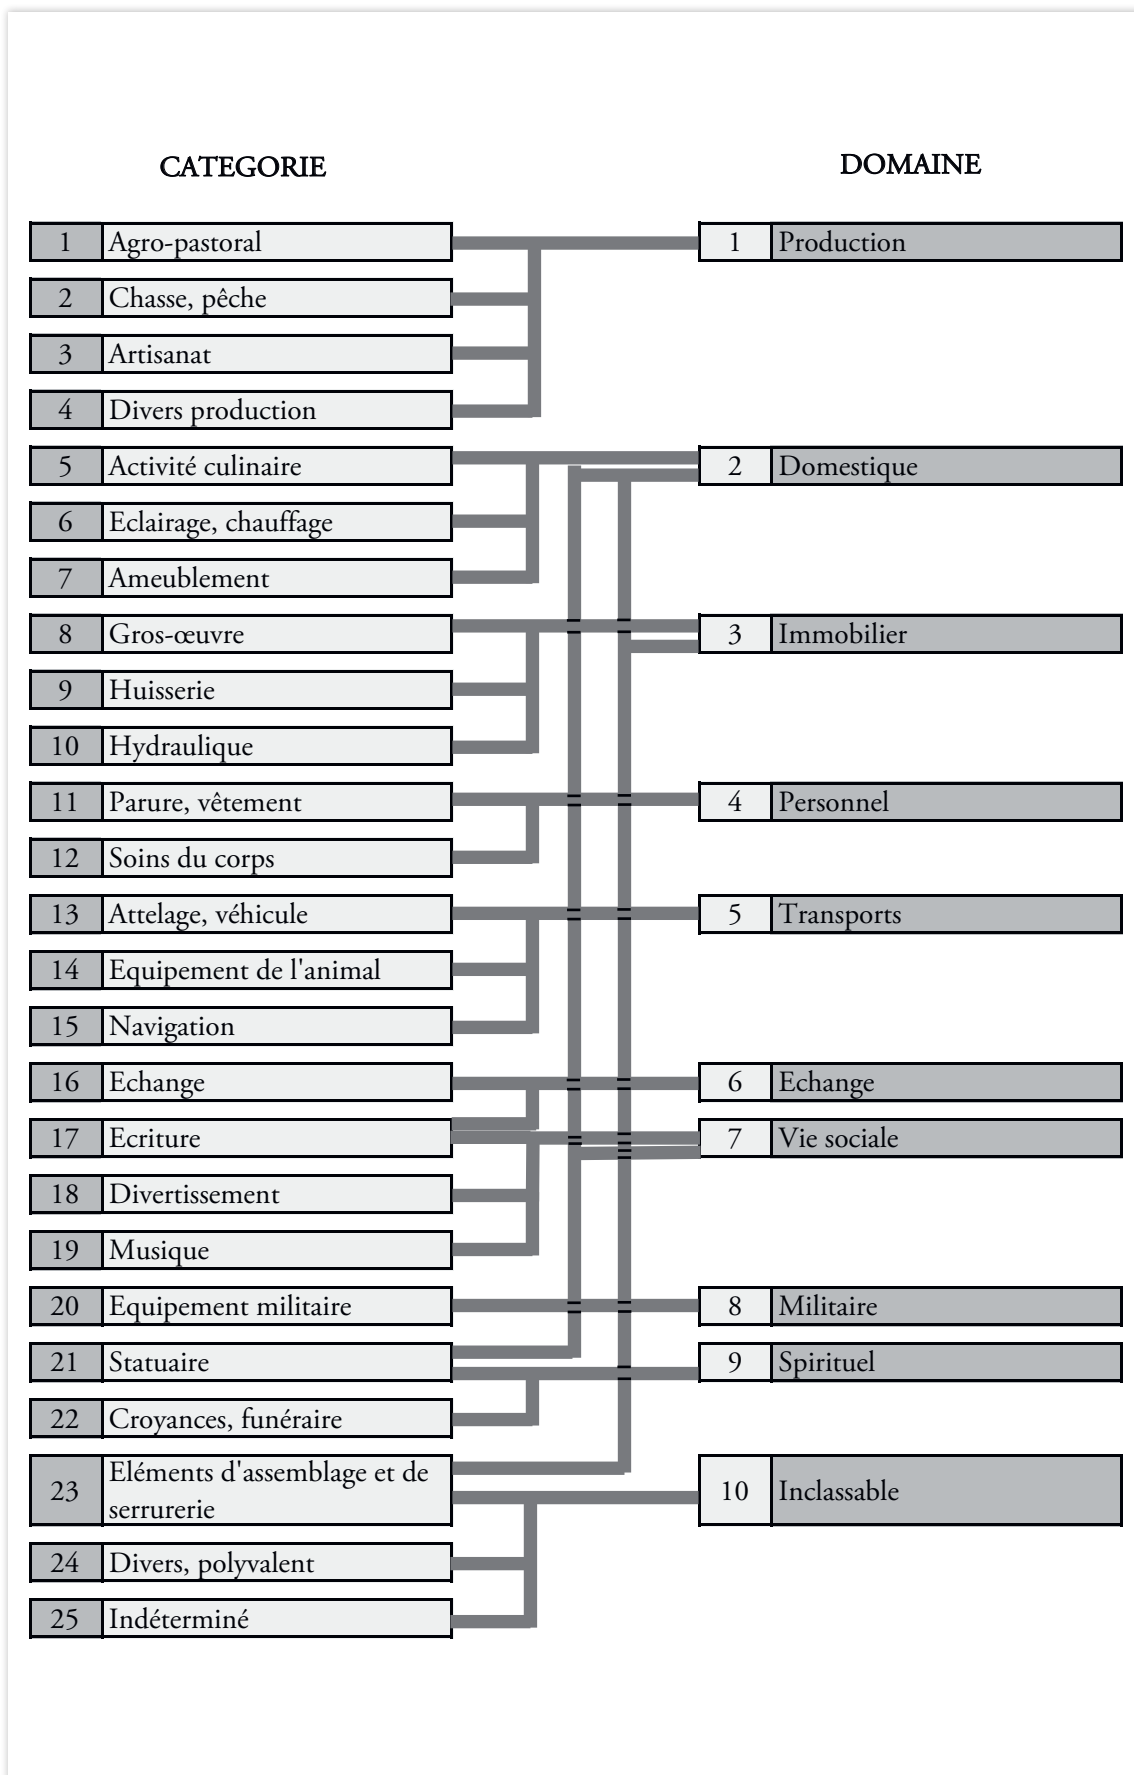 CATEGORIE
DOMAINE
1 Agro-pastoral
1 Production
2 Chasse, pêche
3 Artisanat
4 Divers production
5 Activité culinaire
2 Domestique
6 Eclairage, chauffage
7 Ameublement
8 Gros-œuvre
3 Immobilier
9 Huisserie
10 Hydraulique
11 Parure, vêtement
4 Personnel
12 Soins du corps
13 Attelage, véhicule
5 Transports
14 Equipement de l'animal
15 Navigation
16 Echange
6 Echange
17 Ecriture
7 Vie sociale
18 Divertissement
19 Musique
20 Equipement militaire
8 Militaire
21 Statuaire
9 Spirituel
22 Croyances, funéraire
23 Eléments d'assemblage et de
serrurerie
10 Inclassable
24 Divers, polyvalent
25 Indéterminé